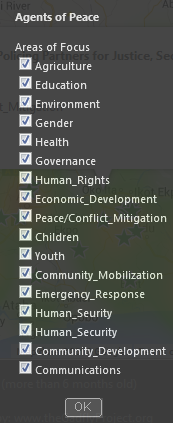 Agents of Peace
Areas of Focus
Agriculture
Education
Environment
Gender
Health
Governance
Human_Rights
Economic_Development
Peace/Conflict_Mitigation
Children
Youth
Community_Mobilization
Emergency_Response
Human_Seurity
Human_Security
Community_Development
Communications
OK